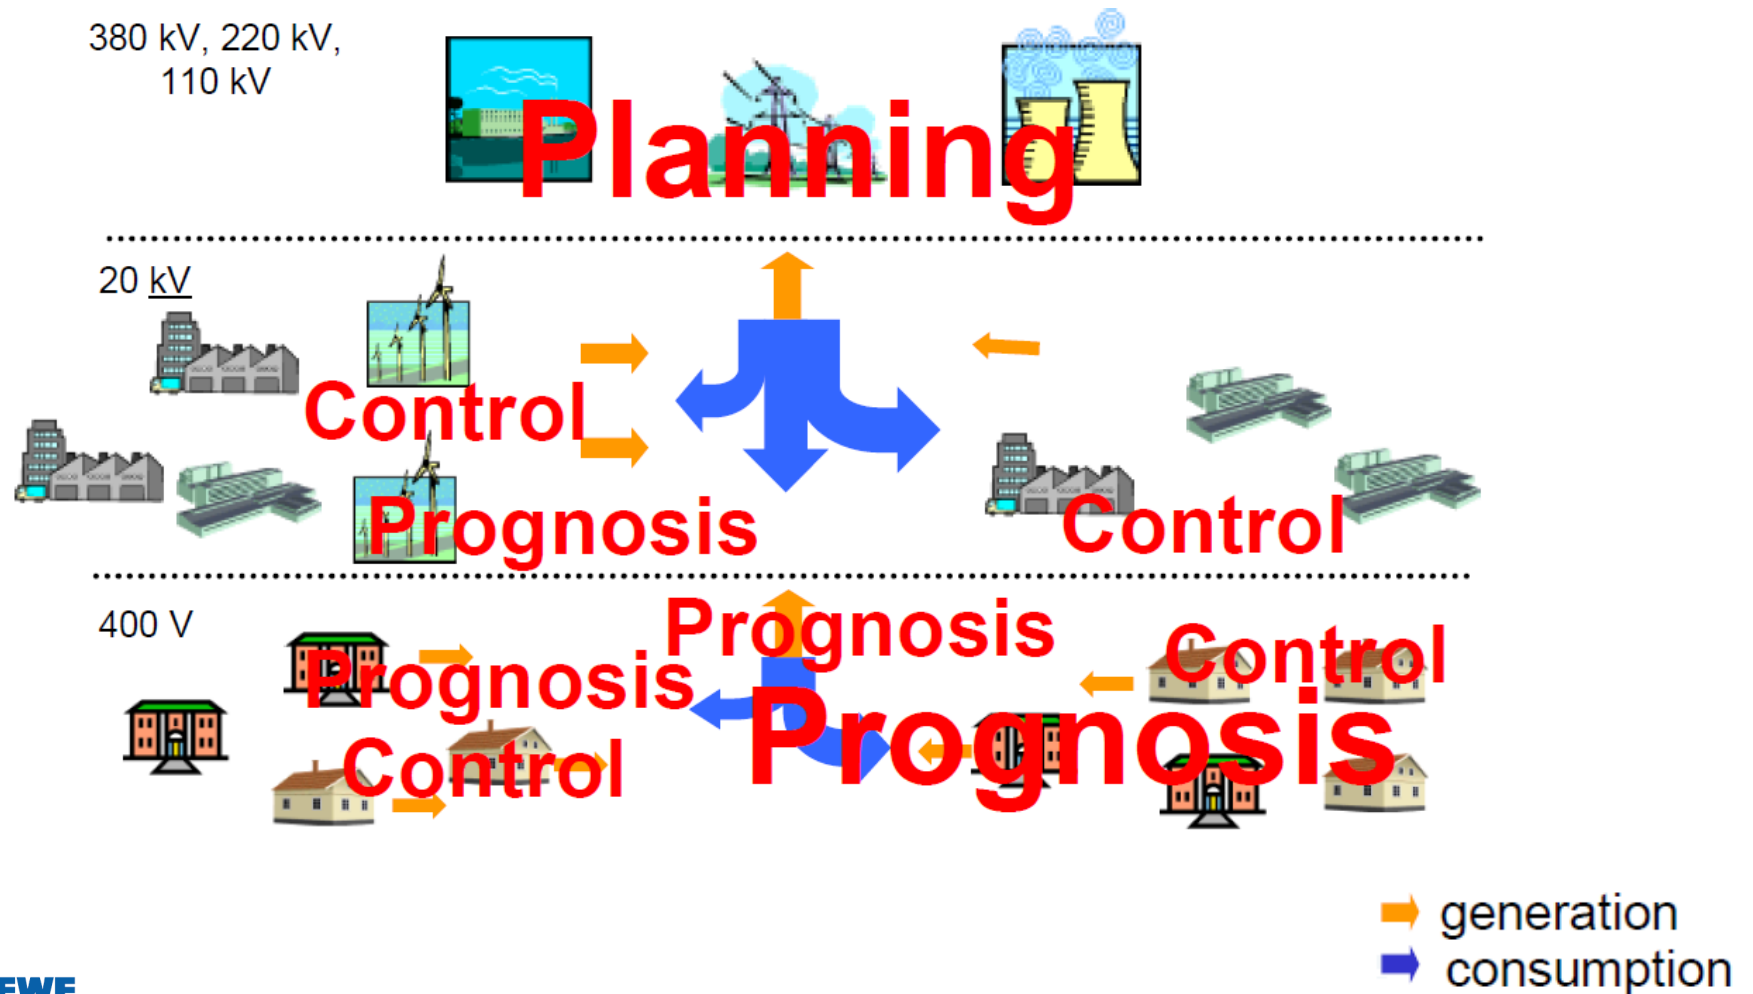 380 kV, 220 kV,
110 kV
Planning
20 kV
Control
Prognosis
Control
400 V
Prognosis
Control
Prognosis
Control
Prognosis
generation
consumption
EWE